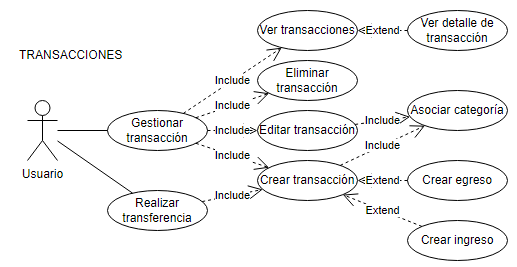 Ver transacciones
<Extend
Ver detalle de
transacción
TRANSACCIONES
Include
Eliminar
transacción
Include
Gestionar
transacción
Include
Editar transacción
Include
Asociar categoría
Usuario
Include
Include
Crear transacción
<Extend
Crear egreso
Realizar
transferencia
Include
Extend
Crear ingreso